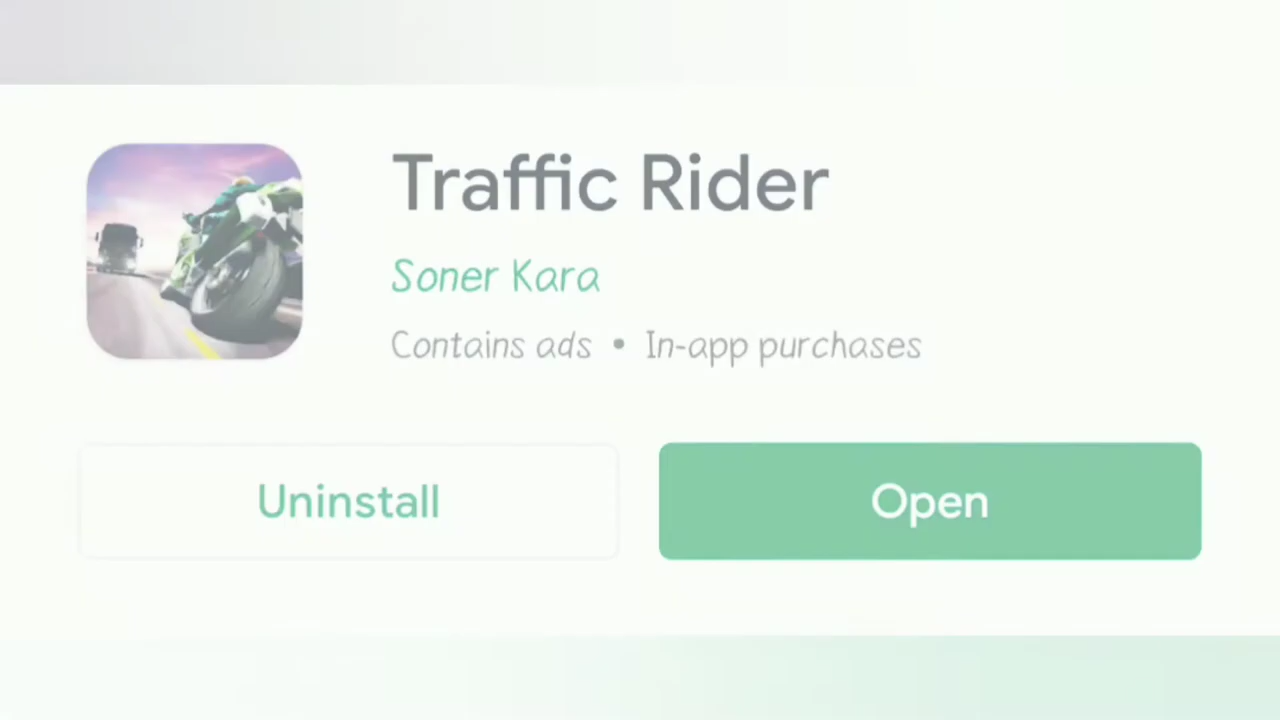 Traffic Rider
Soner Kara
Contains ads • In-app purchases
Uninstall
Open